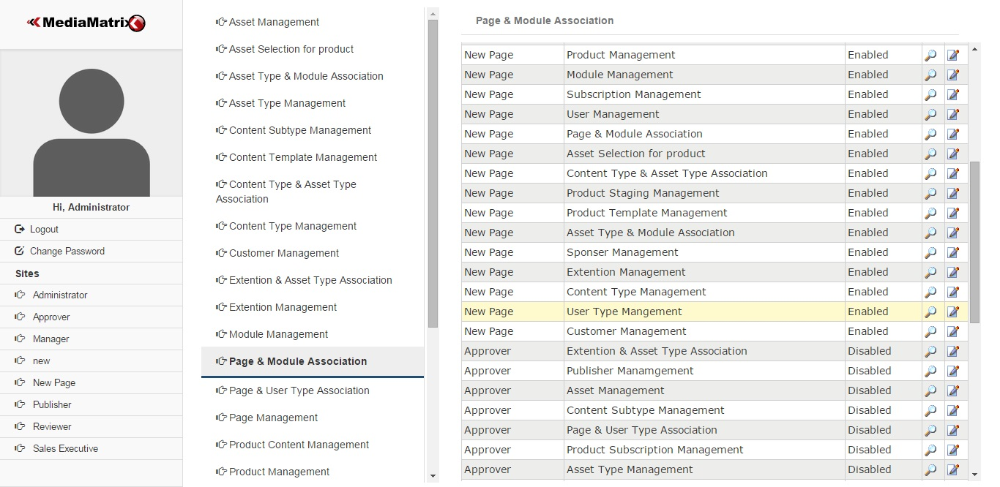 MediaMatrix
Hi, Administrator
Logout
Change Password
Sites
Administrator
Approver
Manager
new
New Page
Publisher
Reviewer
Sales Executive
Asset Management
Asset Selection for product
Asset Type & Module Association
Asset Type Management
Content Subtype Management
Content Template Management
Content Type & Asset Type
Association
Content Type Management
Customer Management
Extention & Asset Type Association
Extention Management
Module Management
Page & Module Association
Page & User Type Association
Page Management
Product Content Management
Product Management
Page & Module Association
New Page Product Management Enabled
New Page Module Management Enabled
New Page Subscription Management Enabled
New Page User Management Enabled
New Page Page & Module Association Enabled
New Page Asset Selection for product Enabled
New Page Content Type & Asset Type Association Enabled
New Page Product Staging Management Enabled
New Page Product Template Management Enabled
New Page Asset Type & Module Association Enabled
New Page Sponser Management Enabled
New Page Extention Management Enabled
New Page Content Type Management Enabled
New Page User Type Mangement Enabled
New Page Customer Management Enabled
Approver Extention & Asset Type Association Disabled
Approver Publisher Manamgement Disabled
Approver Asset Management Disabled
Approver Content Subtype Management Disabled
Approver Page & User Type Association Disabled
Approver Product Subscription Management Disabled
Approver Asset Type Management Disabled